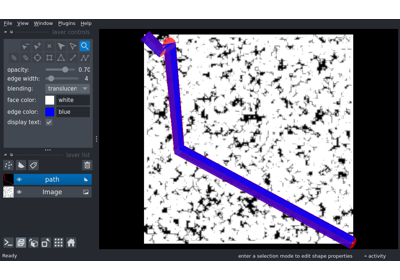 File View Window Plugins Help
layer controls
opacity: 0.70
edge width: 4
blending: translucen
face color: white
edge color: blue
display text:
layer list
path
Image
Ready enter a selection mode to edit shape properties activity